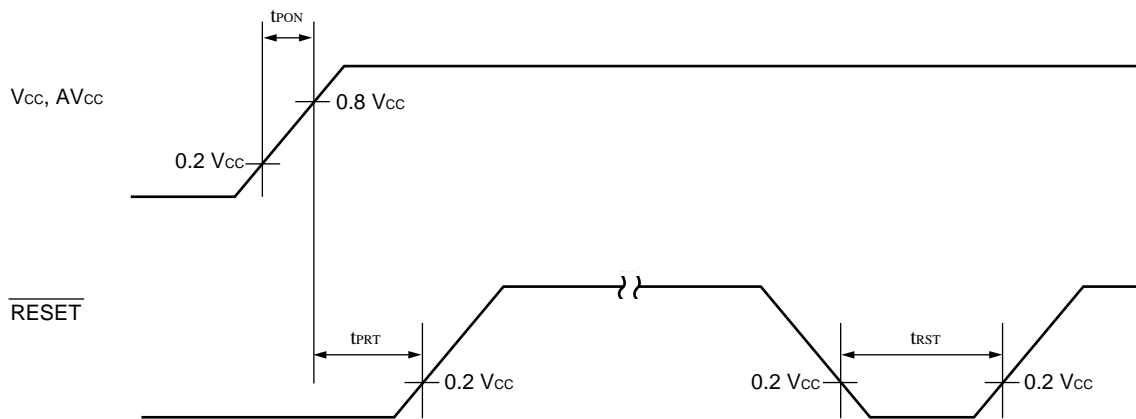 tPON
VCC, AVCC
0.8 VCC
0.2 VCC
RESET
tPRT
tRST
0.2 VCC
0.2 VCC
0.2 VCC